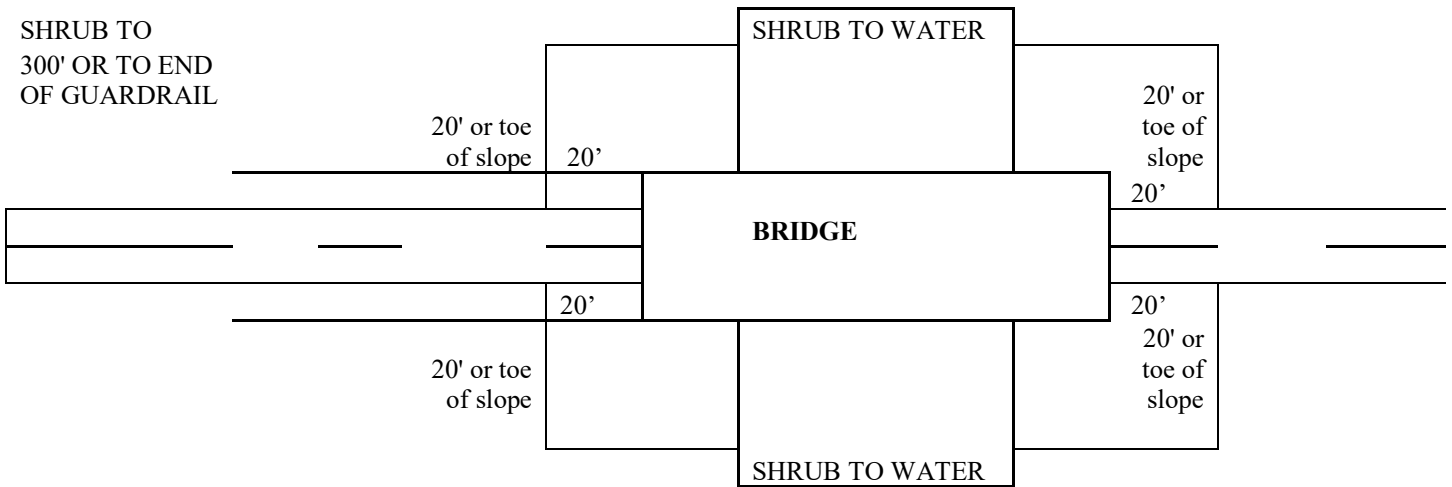 SHRUB TO
300' OR TO END
OF GUARDRAIL
SHRUB TO WATER
20' or toe
of slope
20’
20' or
toe of
slope
20’
BRIDGE
20’
20' or toe
of slope
20’
20' or
toe of
slope
SHRUB TO WATER